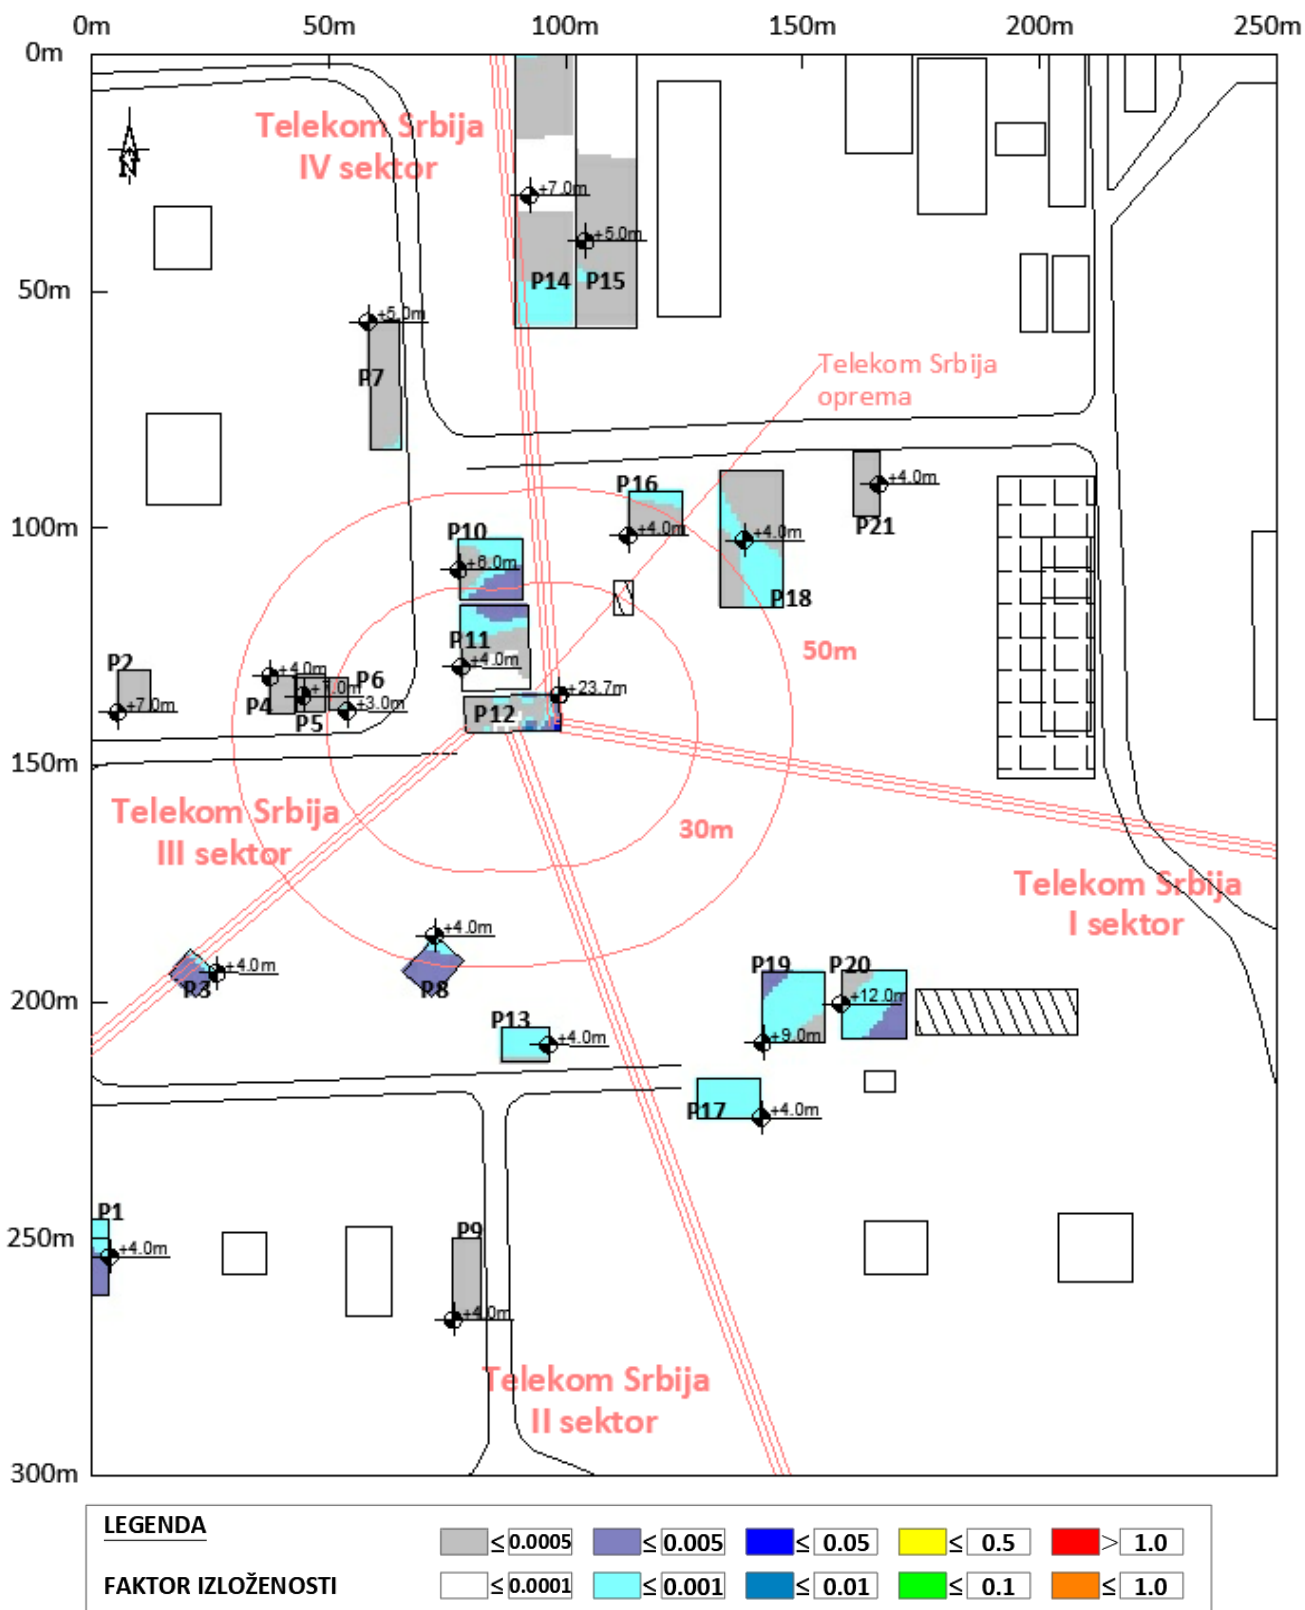 0m 50m 100m 150m 200m 250m
0m
Telekom Srbija
IV sektor
N
+7.0m
+5.0m
50m
P14 P15
+5.0m
P7
Telekom Srbija
oprema
P16
+4.0m
+4.0m
P18
+4.0m
P21
100m
P10
+6.0m
P11
+4.0m
50m
P2
+7.0m
+4.0m
P4
+7.0m
P5
P6
+3.0m
+23.7m
P12
150m
Telekom Srbija
III sektor
30m
Telekom Srbija
I sektor
+4.0m
P3
+4.0m
P8
P19 P20
+12.0m
+9.0m
200m
P13
+4.0m
P17
+4.0m
P1
+4.0m
250m
P9
+4.0m
Telekom Srbija
II sektor
300m
LEGENDA
≤ 0.0005 ≤ 0.005 ≤ 0.05 ≤ 0.5 > 1.0
FAKTOR IZLOŽENOSTI
≤ 0.0001 ≤ 0.001 ≤ 0.01 ≤ 0.1 ≤ 1.0